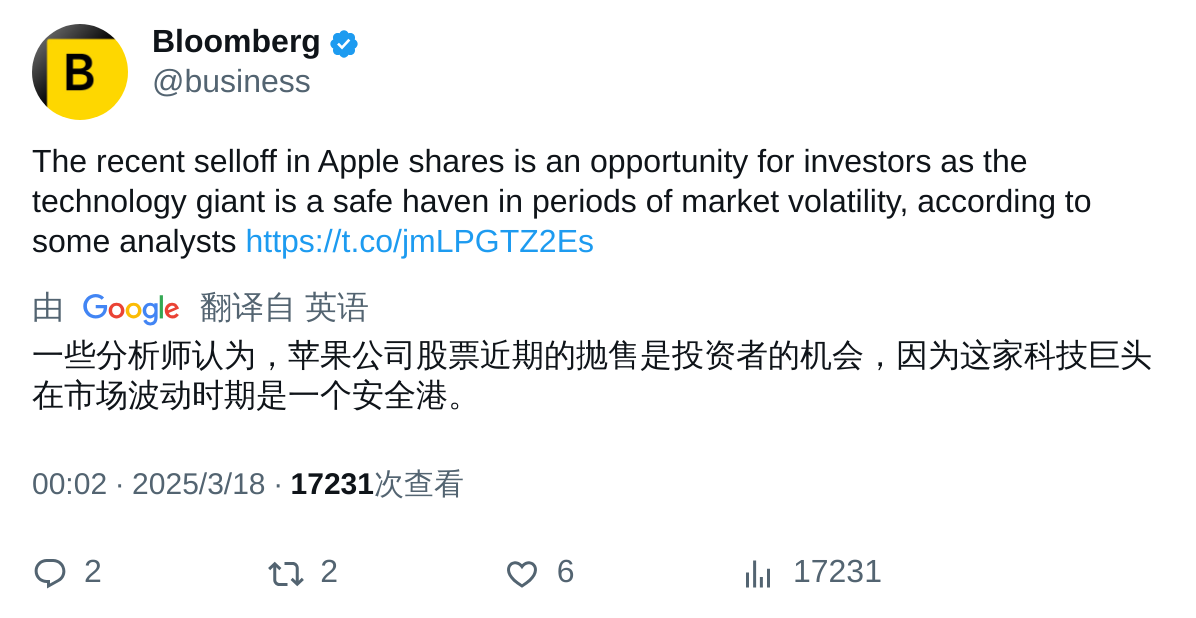 B
Bloomberg
@business
The recent selloff in Apple shares is an opportunity for investors as the
technology giant is a safe haven in periods of market volatility, according to
some analysts https://t.co/jmLPGTZ2Es
由 Google 翻译自 英语
一些分析师认为，苹果公司股票近期的抛售是投资者的机会，因为这家科技巨头
在市场波动时期是一个安全港。
00:02 · 2025/3/18 · 17231次查看
2 2 6 17231